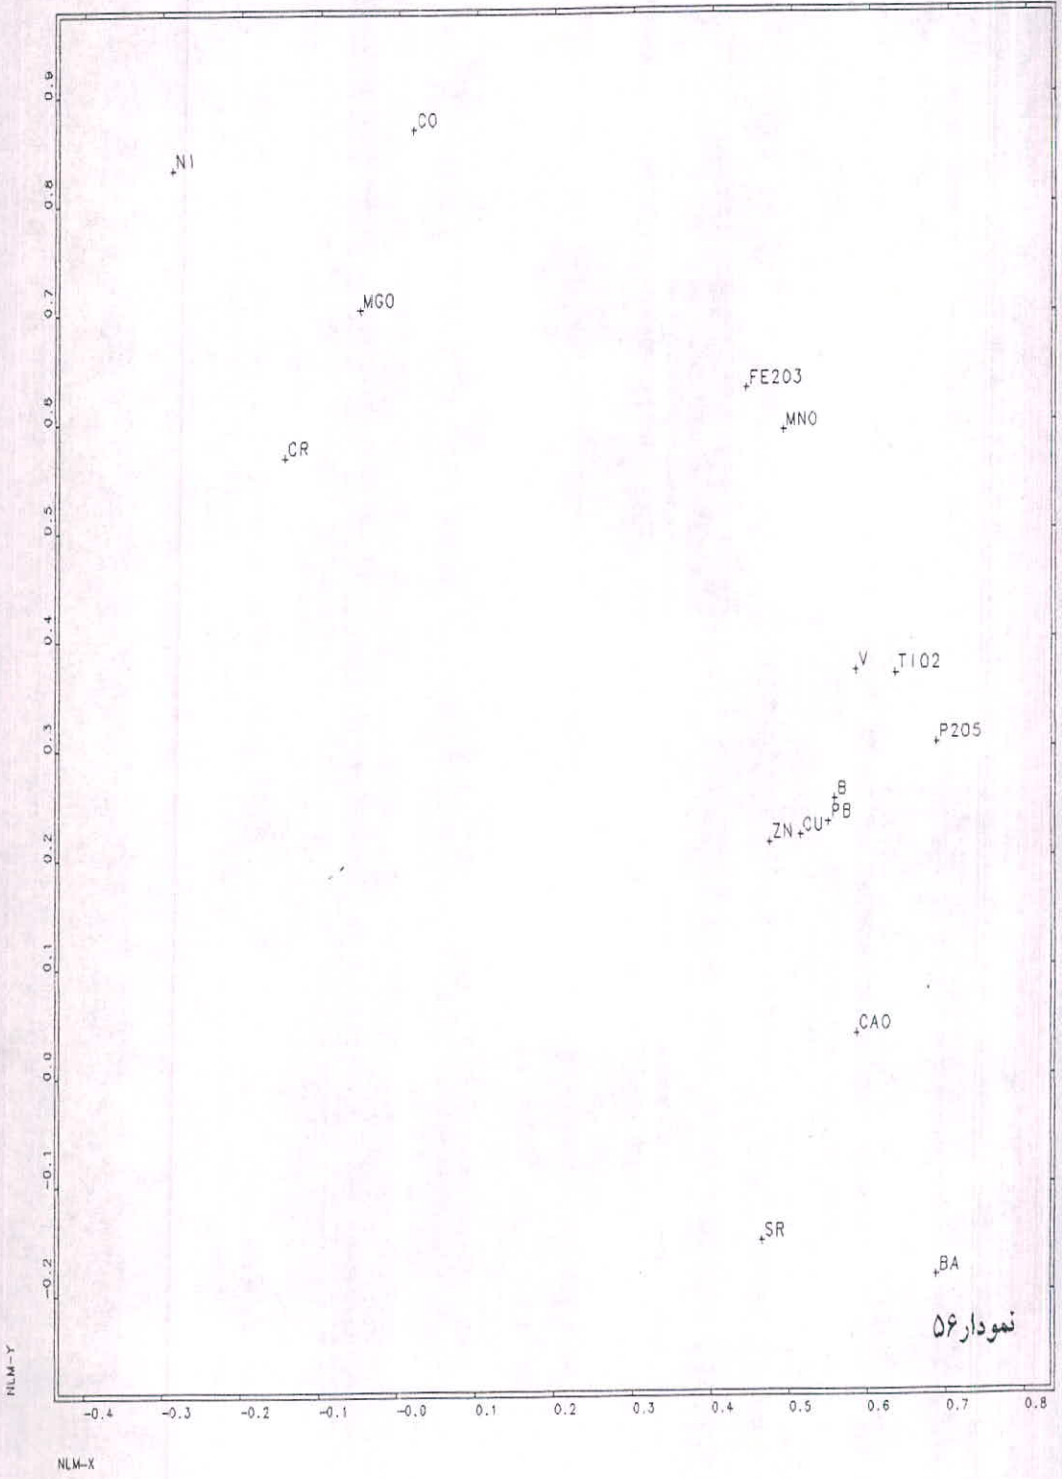 0.9
CO
NI
0.8
0.7
MGO
FE2O3
0.6
MNO
CR
0.5
0.4
V
TIO2
0.3
P2O5
B
PB
ZN
CU
0.2
0.1
CAO
0.0
-0.1
SR
BA
-0.2
نمودار ۵۶
NLM-Y
-0.4 -0.3 -0.2 -0.1 -0.0 0.1 0.2 0.3 0.4 0.5 0.6 0.7 0.8
NLM-X